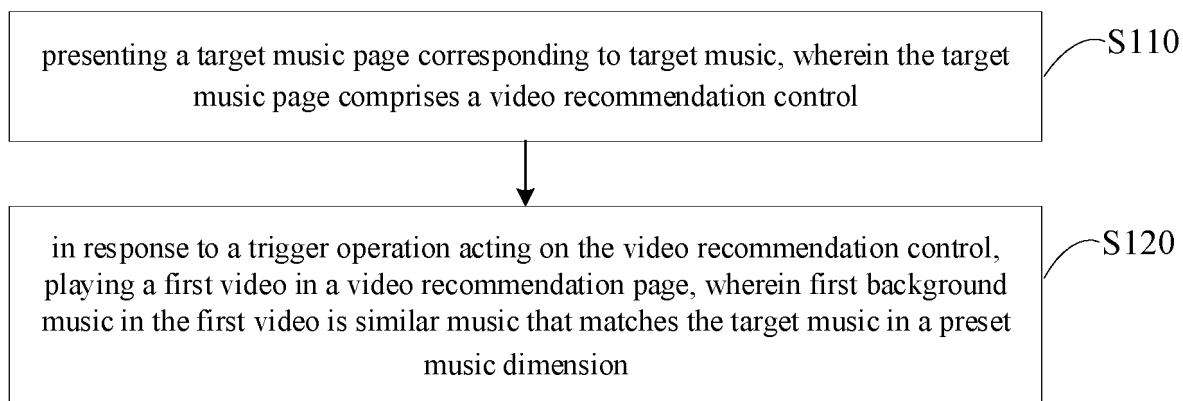 presenting a target music page corresponding to target music, wherein the target
music page comprises a video recommendation control
S110
in response to a trigger operation acting on the video recommendation control,
playing a first video in a video recommendation page, wherein first background
music in the first video is similar music that matches the target music in a preset
music dimension
S120